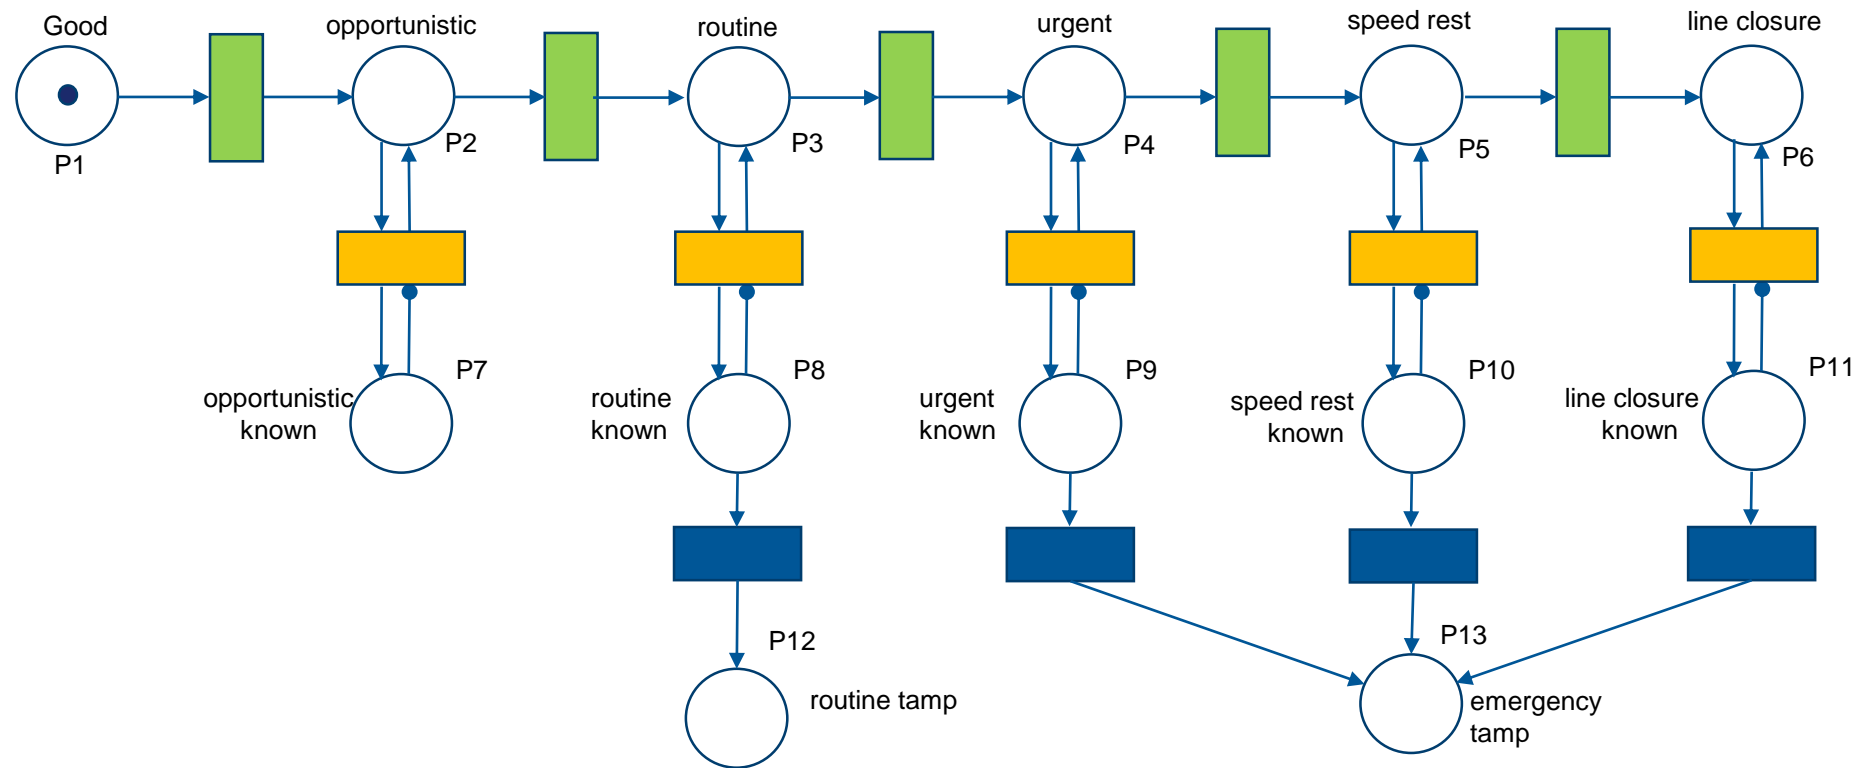 Good
opportunistic
routine
urgent
speed rest
line closure
P1
P2
P3
P4
P5
P6
P7
P8
P9
P10
P11
opportunistic
known
routine
known
urgent
known
speed rest
known
line closure
known
P12
P13
routine tamp
emergency
tamp